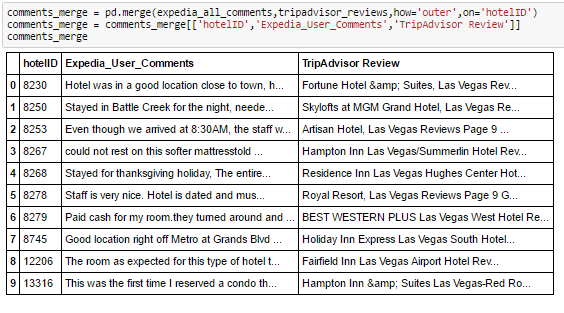 comments_merge = pd.merge(expedia_all_comments,tripadvisor_reviews,how='outer',on='hotelID')
comments_merge = comments_merge[['hotelID','Expedia_User_Comments','TripAdvisor Review']]
comments_merge
hotelID Expedia_User_Comments TripAdvisor Review
0 8230 Hotel was in a good location close to town, h... Fortune Hotel &amp; Suites, Las Vegas Rev...
1 8250 Stayed in Battle Creek for the night, neede... Skylofts at MGM Grand Hotel, Las Vegas Re...
2 8253 Even though we arrived at 8:30AM, the staff w... Artisan Hotel, Las Vegas Reviews Page 9 ...
3 8267 could not rest on this softer mattresstold ... Hampton Inn Las Vegas/Summerlin Hotel Rev...
4 8268 Stayed for thanksgiving holiday, The entire... Residence Inn Las Vegas Hughes Center Hot...
5 8278 Staff is very nice. Hotel is dated and mus... Royal Resort, Las Vegas Reviews Page 9 G...
6 8279 Paid cash for my room.they turned around and ... BEST WESTERN PLUS Las Vegas West Hotel Re...
7 8745 Good location right off Metro at Grands Blvd ... Holiday Inn Express Las Vegas South Hotel...
8 12206 The room as expected for this type of hotel t... Fairfield Inn Las Vegas Airport Hotel Rev...
9 13316 This was the first time I reserved a condo th... Hampton Inn &amp; Suites Las Vegas-Red Ro...